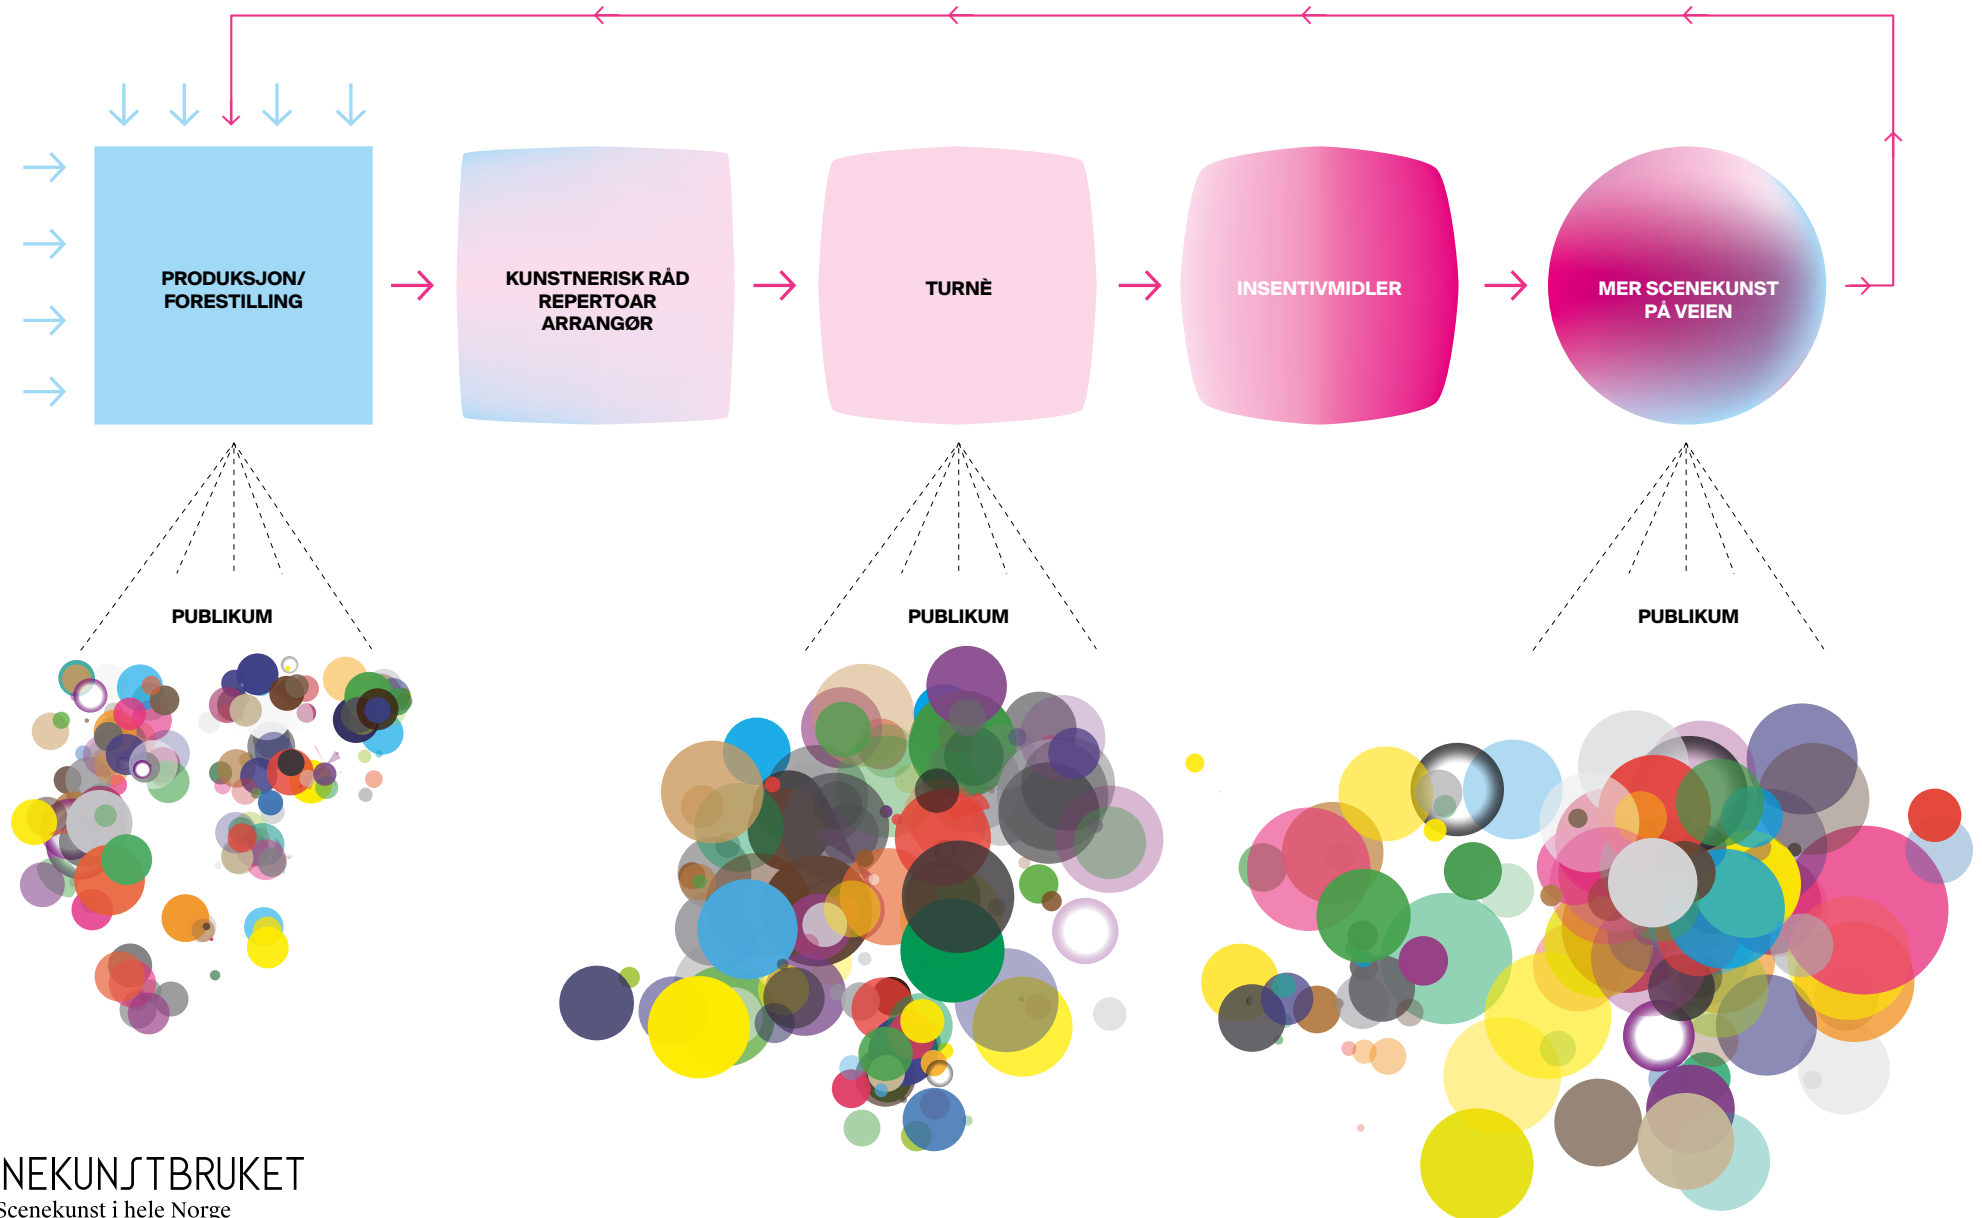 PRODUKSJON/
FORESTILLING
KUNSTNERISK RÅD
REPERTOAR
ARRANGØR
TURNÈ
INSENTIVMIDLER
MER SCENEKUNST
PÅ VEIEN
PUBLIKUM
PUBLIKUM
PUBLIKUM
NEKUNSTBRUKET
Scenekunst i hele Norge